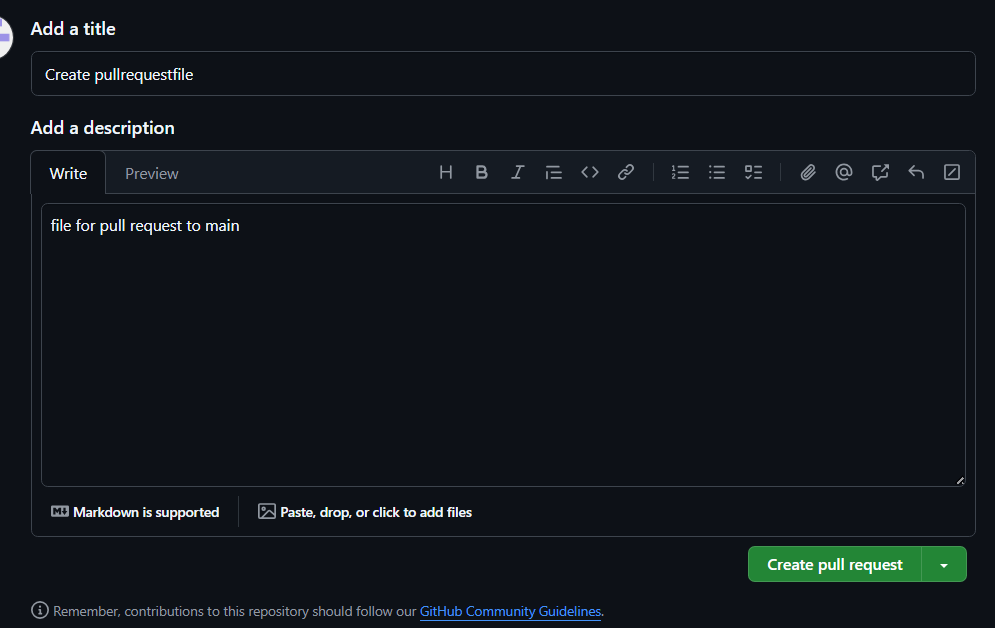 Add a title
Create pullrequestfile
Add a description
Write Preview
file for pull request to main
Markdown is supported Paste, drop, or click to add files
Create pull request
Remember, contributions to this repository should follow our GitHub Community Guidelines.